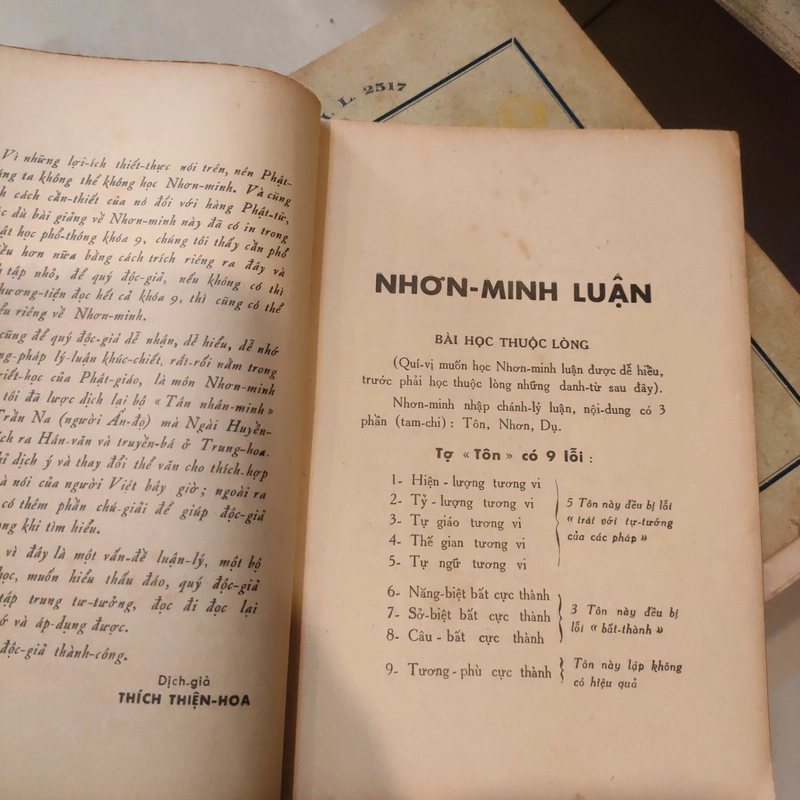 . L. 2517
Vì những lợi-ích thiết-thực nói trên, nên Phật-
ta không thể không học Nhơn-minh. Và cũng
cách cần-thiết của nó đối với hàng Phật-tử,
dù bài giảng về Nhơn-minh này đã có in trong
học phổ-thông khóa 9, chúng tôi thấy cần phổ
hơn nữa bằng cách trích riêng ra đây và
tập nhỏ, để quý độc-giả, nếu không có thì
phương-tiện đọc hết cả khóa 9, thì cũng có thể
riêng về Nhơn-minh.
cũng để quý độc-giả dễ nhận, dễ hiểu, dễ nhớ
lý-luận khúc-chiết, rất-rối nằm trong
của Phật-giáo, là món Nhơn-minh
tôi đã lược dịch lại bộ « Tân nhân-minh »
Trần Na (người Ấn-độ) mà Ngài Huyền-
ra Hán-văn và truyền-bá ở Trung-hoa.
dịch ý và thay đổi thể văn cho thích-hợp
nói của người Việt bây giờ ; ngoài ra
có thêm phần chú-giải để giúp độc-giả
khi tìm hiểu.
vì đây là một vấn-đề luận-lý, một bộ
học, muốn hiểu thấu đáo, quý độc-giả
tập trung tư-tưởng, đọc đi đọc lại
và áp-dụng được.
độc-giả thành-công.
Dịch-giả
THÍCH THIỆN-HOA
NHƠN-MINH LUẬN
BÀI HỌC THUỘC LÒNG
(Quí-vị muốn học Nhơn-minh luận được dễ hiểu,
trước phải học thuộc lòng những danh-từ sau đây).
Nhơn-minh nhập chánh-lý luận, nội-dung có 3
phần (tam-chi) : Tôn, Nhơn, Dụ.
Tợ « Tôn » có 9 lỗi :
1- Hiện - lượng tương vi
2- Tỷ - lượng tương vi
3- Tự giáo tương vi
4- Thế gian tương vi
5- Tự ngữ tương vi
5 Tôn này đều bị lỗi
« trái với tự-tướng
của các pháp »
6- Năng-biệt bất cực thành
7- Sở-biệt bất cực thành
8- Câu - bất cực thành
3 Tôn này đều bị
lỗi « bất-thành »
9- Tương - phù cực thành
Tôn này lập không
có hiệu quả